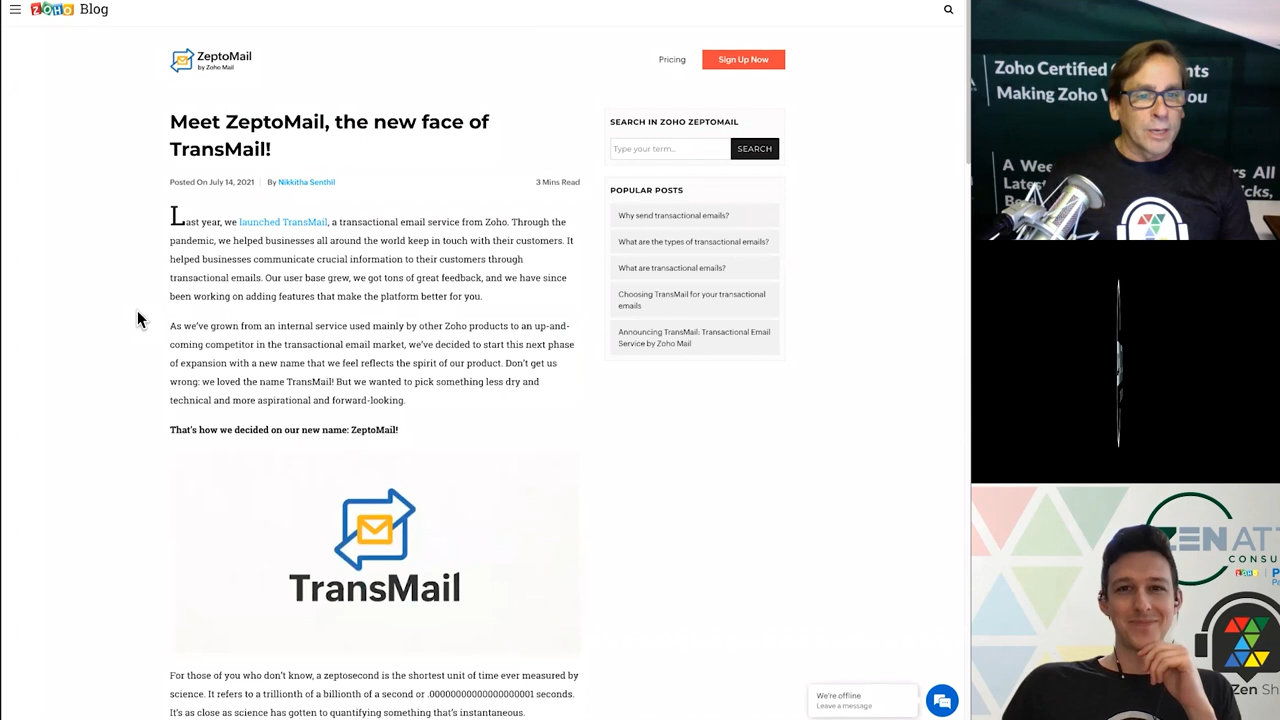 ZOHO Blog
ZeptoMail
by Zoho Mail
Pricing
Sign Up Now
Meet ZeptoMail, the new face of
TransMail!
Posted On July 14, 2021 By Nikkitha Senthil
3 Mins Read
Last year, we launched TransMail, a transactional email service from Zoho. Through the
pandemic, we helped businesses all around the world keep in touch with their customers. It
helped businesses communicate crucial information to their customers through
transactional emails. Our user base grew, we got tons of great feedback, and we have since
been working on adding features that make the platform better for you.
As we've grown from an internal service used mainly by other Zoho products to an up-and-
coming competitor in the transactional email market, we've decided to start this next phase
of expansion with a new name that we feel reflects the spirit of our product. Don't get us
wrong: we loved the name TransMail! But we wanted to pick something less dry and
technical and more aspirational and forward-looking.
That's how we decided on our new name: ZeptoMail!
TransMail
For those of you who don't know, a zeptosecond is the shortest unit of time ever measured by
science. It refers to a trillionth of a billionth of a second or .000000000000000000001 seconds.
It's as close as science has gotten to quantifying something that's instantaneous.
SEARCH IN ZOHO ZEPTOMAIL
Type your term...
SEARCH
POPULAR POSTS
Why send transactional emails?
What are the types of transactional emails?
What are transactional emails?
Choosing TransMail for your transactional
emails
Announcing TransMail: Transactional Email
Service by Zoho Mail
We're offline
Leave a message
Zoho Certified
Making Zoho
A Wee
Lates
ZENAT
CONSU
ZOHO
Zen Sh